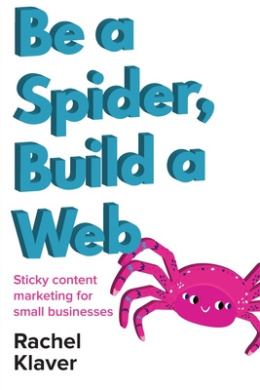 Be a
Spider,
Build a
Web
Sticky content
marketing for
small businesses
Rachel
Klaver